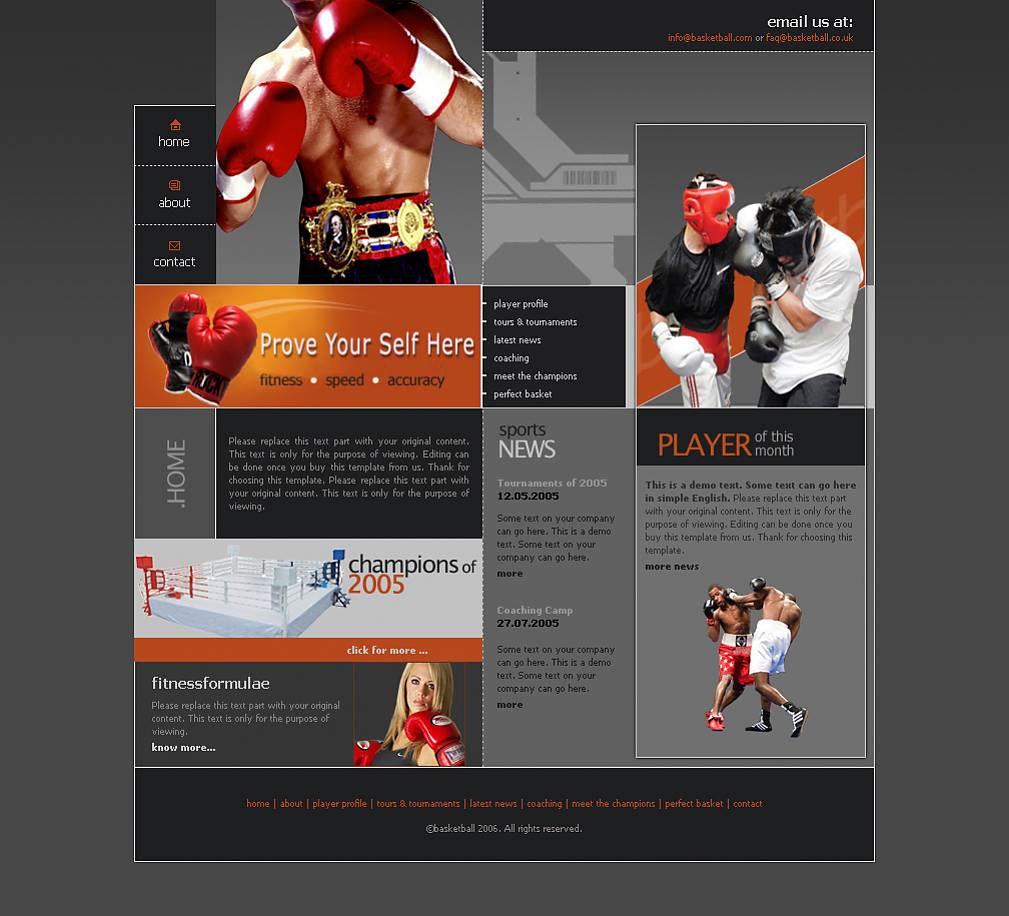 email us at:
info@basketball.com or faq@basketball.co.uk
home
about
contact
Prove Your Self Here
fitness • speed • accuracy
player profile
tours & tournaments
latest news
coaching
meet the champions
perfect basket
.HOME
Please replace this text part with your original content.
This text is only for the purpose of viewing. Editing can
be done once you buy this template from us. Thank for
choosing this template. Please replace this text part with
your original content. This text is only for the purpose of
viewing.
champions of
2005
click for more ...
fitnessformulae
Please replace this text part with your original
content. This text is only for the purpose of
viewing.
know more...
sports
NEWS
Tournaments of 2005
12.05.2005
Some text on your company
can go here. This is a demo
text. Some text on your
company can go here.
more
Coaching Camp
27.07.2005
Some text on your company
can go here. This is a demo
text. Some text on your
company can go here.
more
PLAYER of this
month
This is a demo text. Some text can go here
in simple English. Please replace this text part
with your original content. This text is only for the
purpose of viewing. Editing can be done once you
buy this template from us. Thank for choosing this
template.
more news
home | about | player profile | tours & tournaments | latest news | coaching | meet the champions | perfect basket | contact
©basketball 2006. All rights reserved.